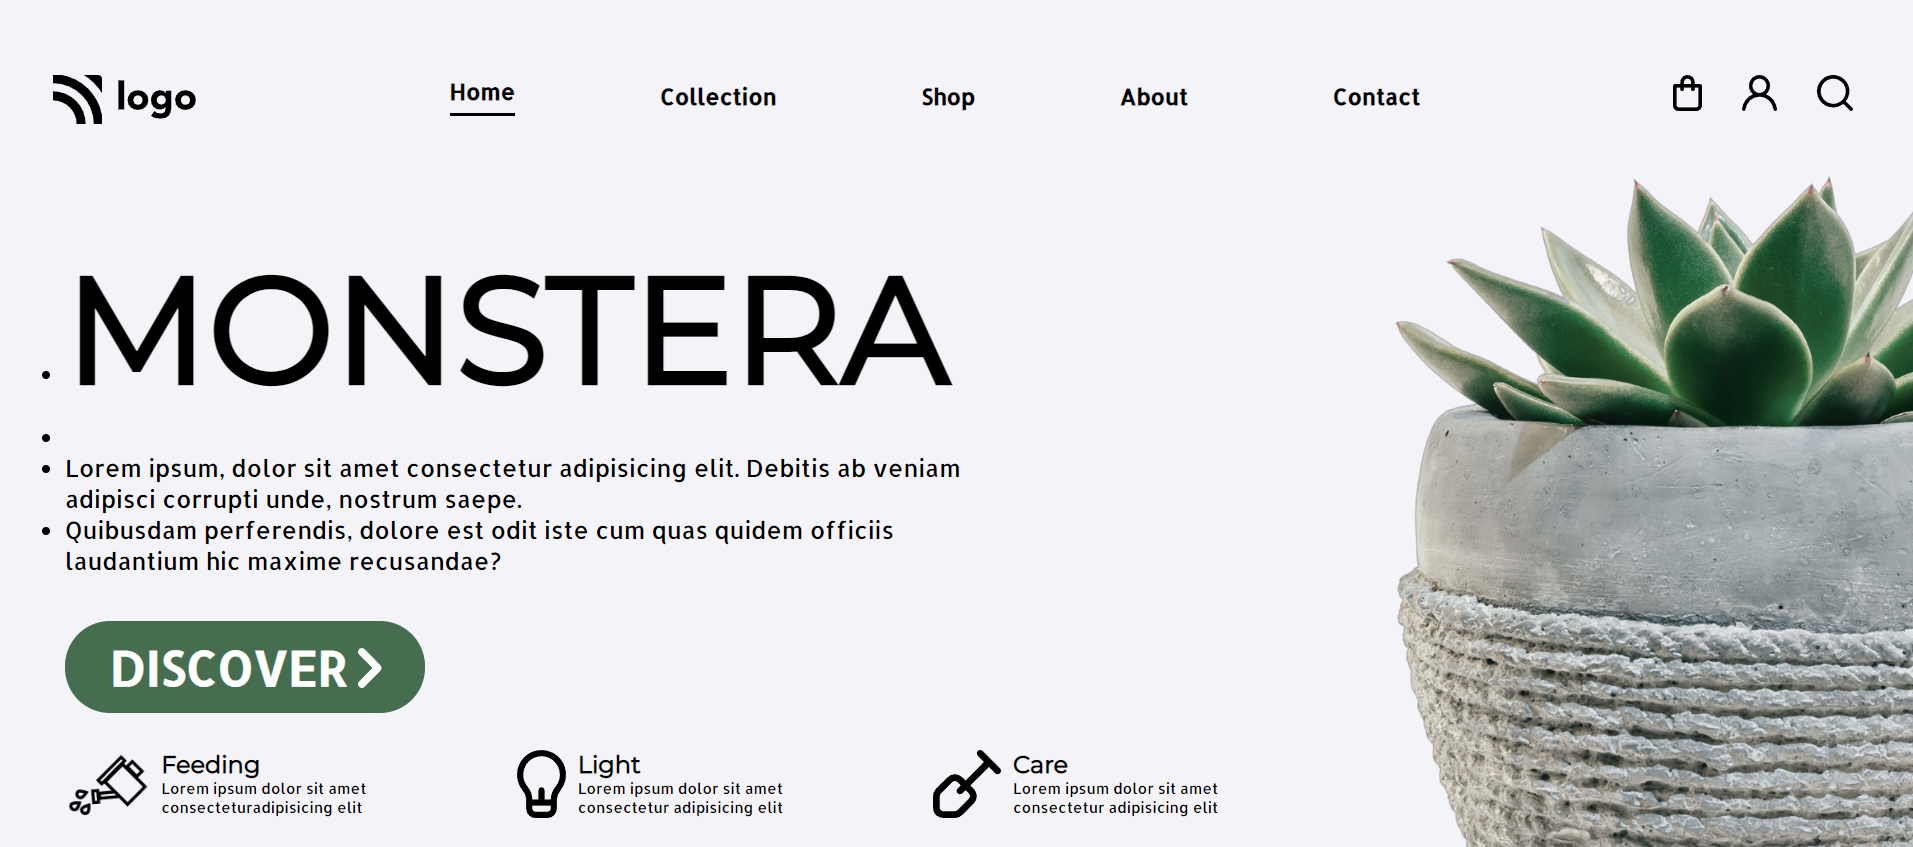 logo
Home
Collection
Shop
About
Contact
MONSTERA
Lorem ipsum, dolor sit amet consectetur adipisicing elit. Debitis ab veniam
adipisci corrupti unde, nostrum saepe.
Quibusdam perferendis, dolore est odit iste cum quas quidem officiis
laudantium hic maxime recusandae?
DISCOVER
Feeding
Lorem ipsum dolor sit amet
consecteturadipisicing elit
Light
Lorem ipsum dolor sit amet
consectetur adipisicing elit
Care
Lorem ipsum dolor sit amet
consectetur adipisicing elit